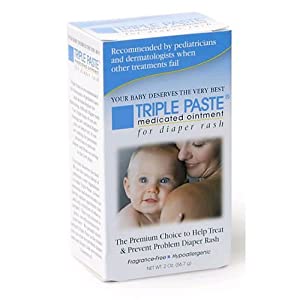 Recommended by pediatricians
and dermatologists when
other treatments fail
YOUR BABY DESERVES THE VERY BEST
TRIPLE PASTE®
medicated ointment
for diaper rash
The Premium Choice to Help Treat
& Prevent Problem Diaper Rash
Fragrance-Free • Hypoallergenic
NET WT. 2 OZ. (56.7 g)